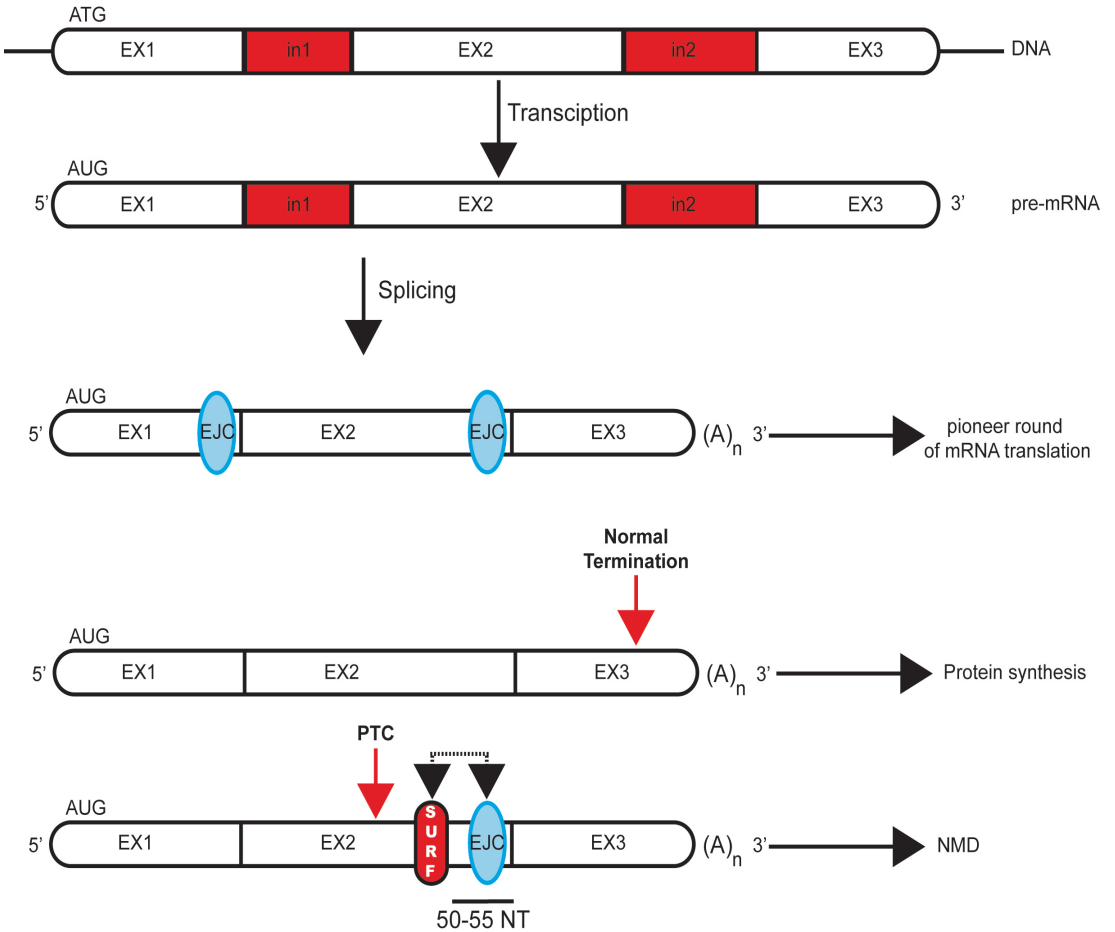 ATG
EX1 in1 EX2 in2 EX3 DNA
Transciption
AUG
5’ EX1 in1 EX2 in2 EX3 3’ pre-mRNA
Splicing
AUG
5’ EX1 EJC EX2 EJC EX3 (A)n 3’ pioneer round
of mRNA translation
Normal
Termination
AUG
5’ EX1 EX2 EX3 (A)n 3’ Protein synthesis
PTC
AUG
5’ EX1 EX2 SURF EJC EX3 (A)n 3’ NMD
50-55 NT